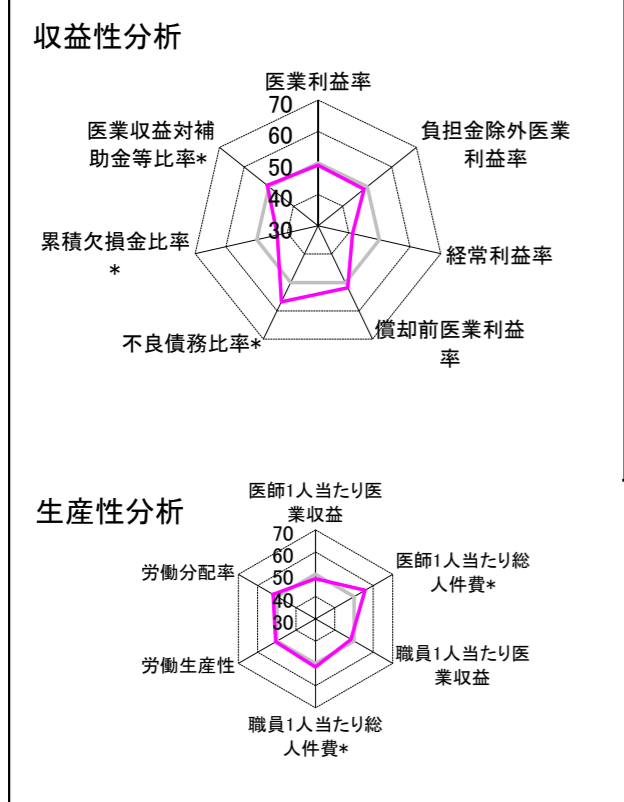 収益性分析
医業利益率
70
60
50
40
30
負担金除外医業
利益率
経常利益率
償却前医業利益
率
不良債務比率*
累積欠損金比率
*
医業収益対補
助金等比率*
生産性分析
医師1人当たり医
業収益
70
60
50
40
30
医師1人当たり総
人件費*
職員1人当たり医
業収益
職員1人当たり総
人件費*
労働生産性
労働分配率